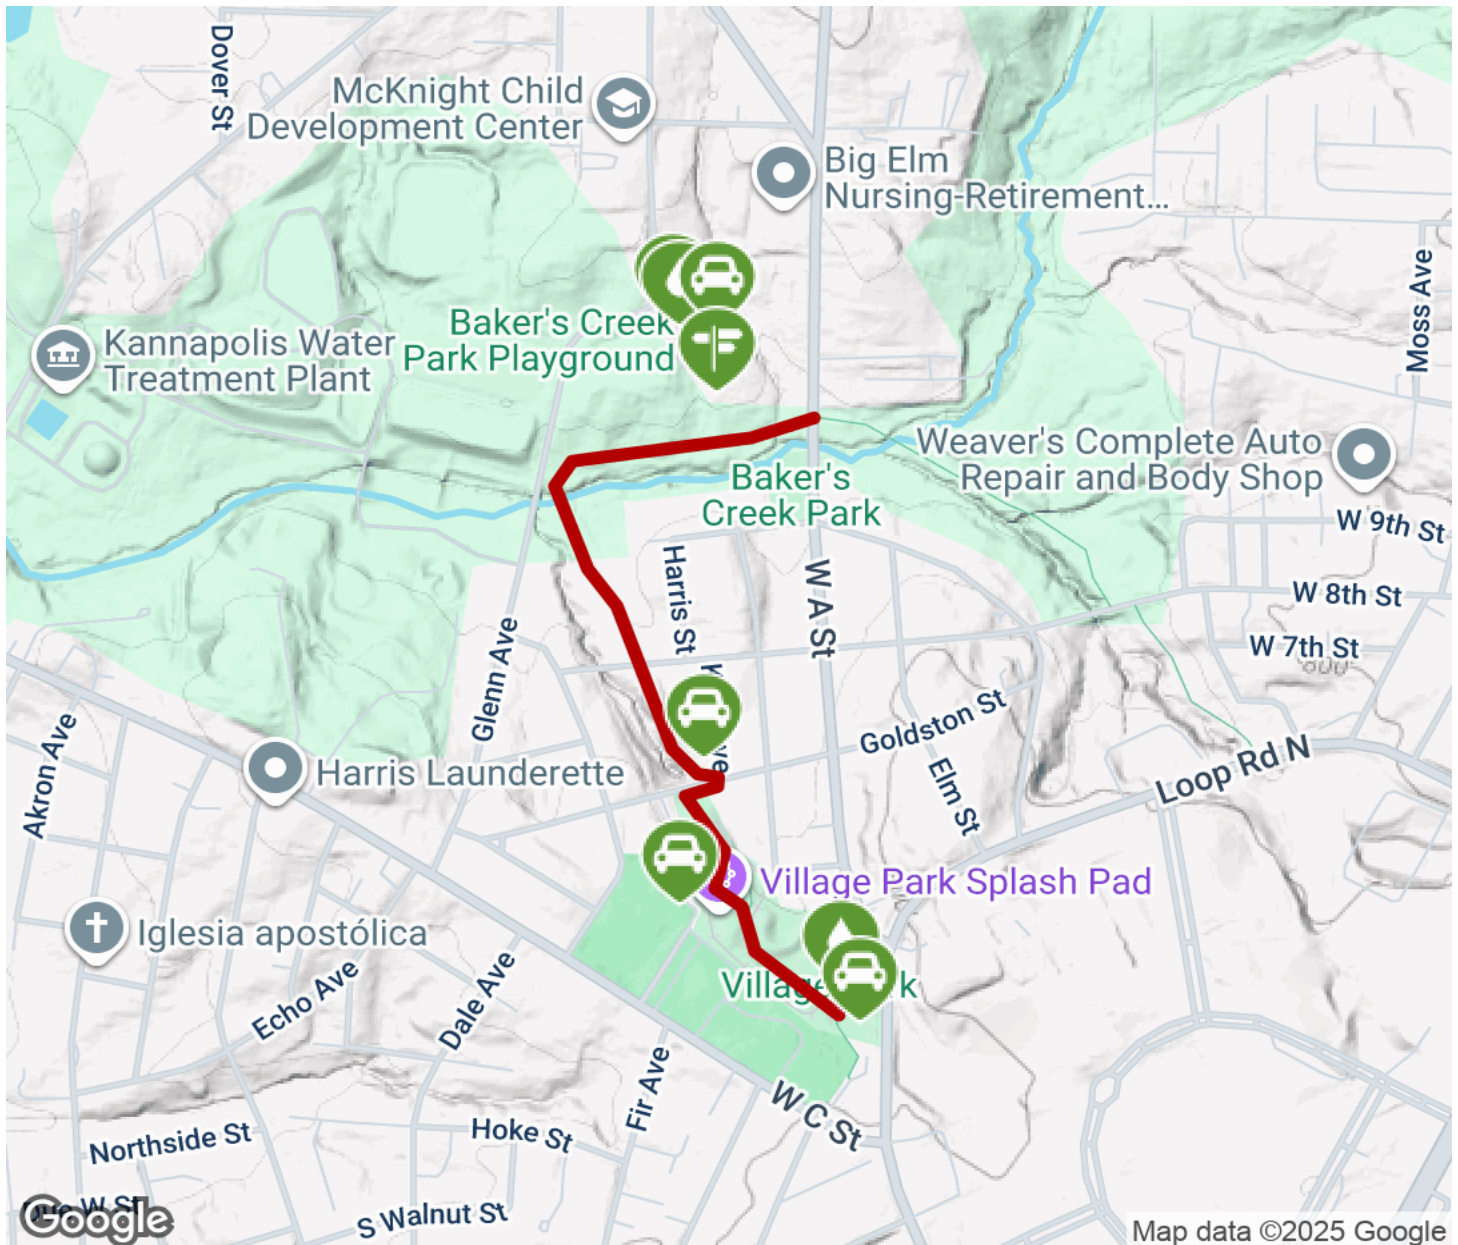 Dover St
McKnight Child
Development Center
Big Elm
Nursing-Retirement...
Moss Ave
Baker's Creek
Park Playground
Kannapolis Water
Treatment Plant
Weaver's Complete Auto
Repair and Body Shop
Baker's
Creek Park
W 9th St
Harris St
W A St
W 8th St
W 7th St
800
Glenn Ave
Goldston St
Elm St
Loop Rd N
Akron Ave
Harris Launderette
Village Park Splash Pad
Iglesia apostólica
Echo Ave
Dale Ave
Fir Ave
W C St
Northside St
Hoke St
S Walnut St
Google
Map data ©2025 Google